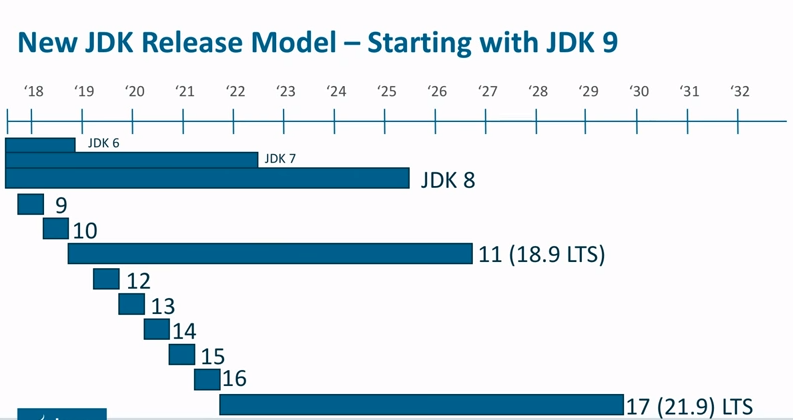 New JDK Release Model – Starting with JDK 9
‘18 ‘19 ‘20 ‘21 ‘22 ‘23 ‘24 ‘25 ‘26 ‘27 ‘28 ‘29 ‘30 ‘31 ‘32
JDK 6
JDK 7
JDK 8
9
10
11 (18.9 LTS)
12
13
14
15
16
17 (21.9) LTS